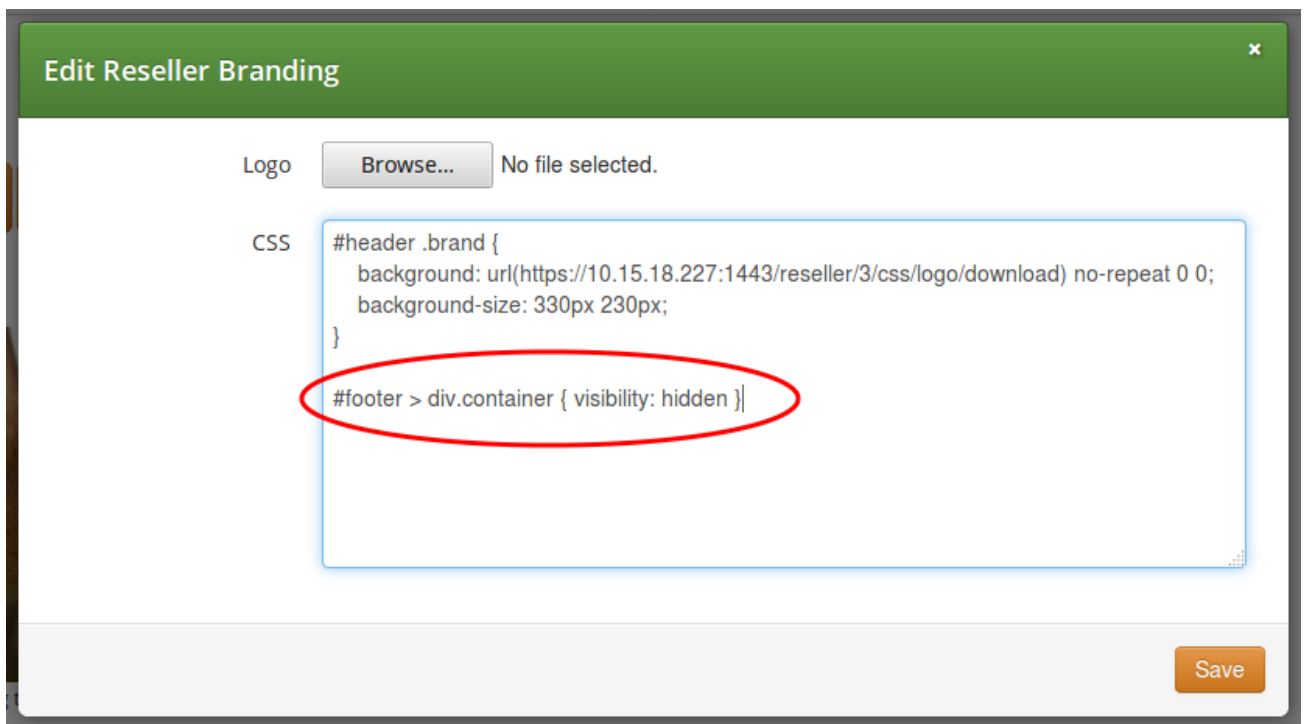 Edit Reseller Branding
×
Logo
Browse...
No file selected.
CSS
#header .brand {
    background: url(https://10.15.18.227:1443/reseller/3/css/logo/download) no-repeat 0 0;
    background-size: 330px 230px;
}
#footer > div.container { visibility: hidden }
Save